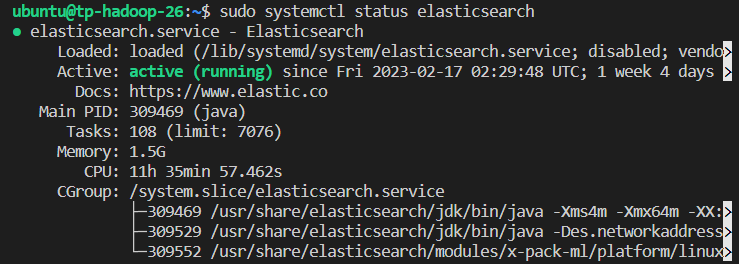 ubuntu@tp-hadoop-26:~$ sudo systemctl status elasticsearch
● elasticsearch.service - Elasticsearch
Loaded: loaded (/lib/systemd/system/elasticsearch.service; disabled; vendo>
Active: active (running) since Fri 2023-02-17 02:29:48 UTC; 1 week 4 days >
Docs: https://www.elastic.co
Main PID: 309469 (java)
Tasks: 108 (limit: 7076)
Memory: 1.5G
CPU: 11h 35min 57.462s
CGroup: /system.slice/elasticsearch.service
├─309469 /usr/share/elasticsearch/jdk/bin/java -Xms4m -Xmx64m -XX:>
├─309529 /usr/share/elasticsearch/jdk/bin/java -Des.networkaddress>
└─309552 /usr/share/elasticsearch/modules/x-pack-ml/platform/linux>